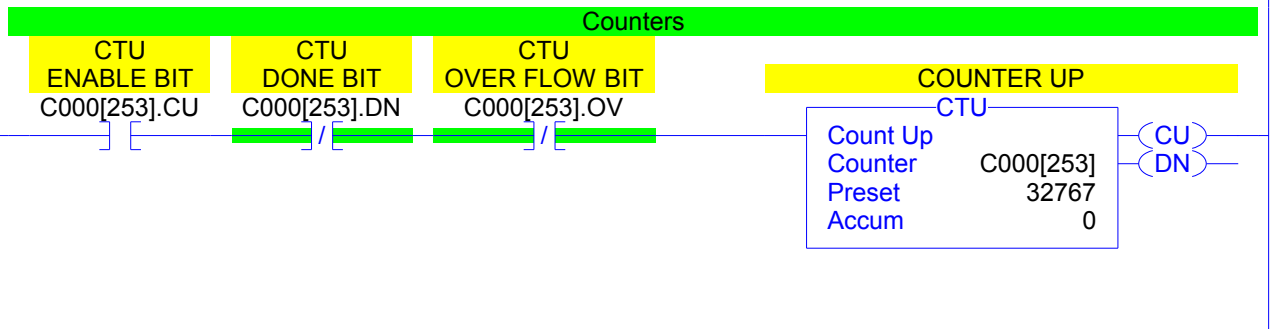 Counters
CTU CTU CTU
ENABLE BIT DONE BIT OVER FLOW BIT COUNTER UP
C000[253].CU C000[253].DN C000[253].OV CTU
/ / Count Up CU
Counter C000[253] DN
Preset 32767
Accum 0